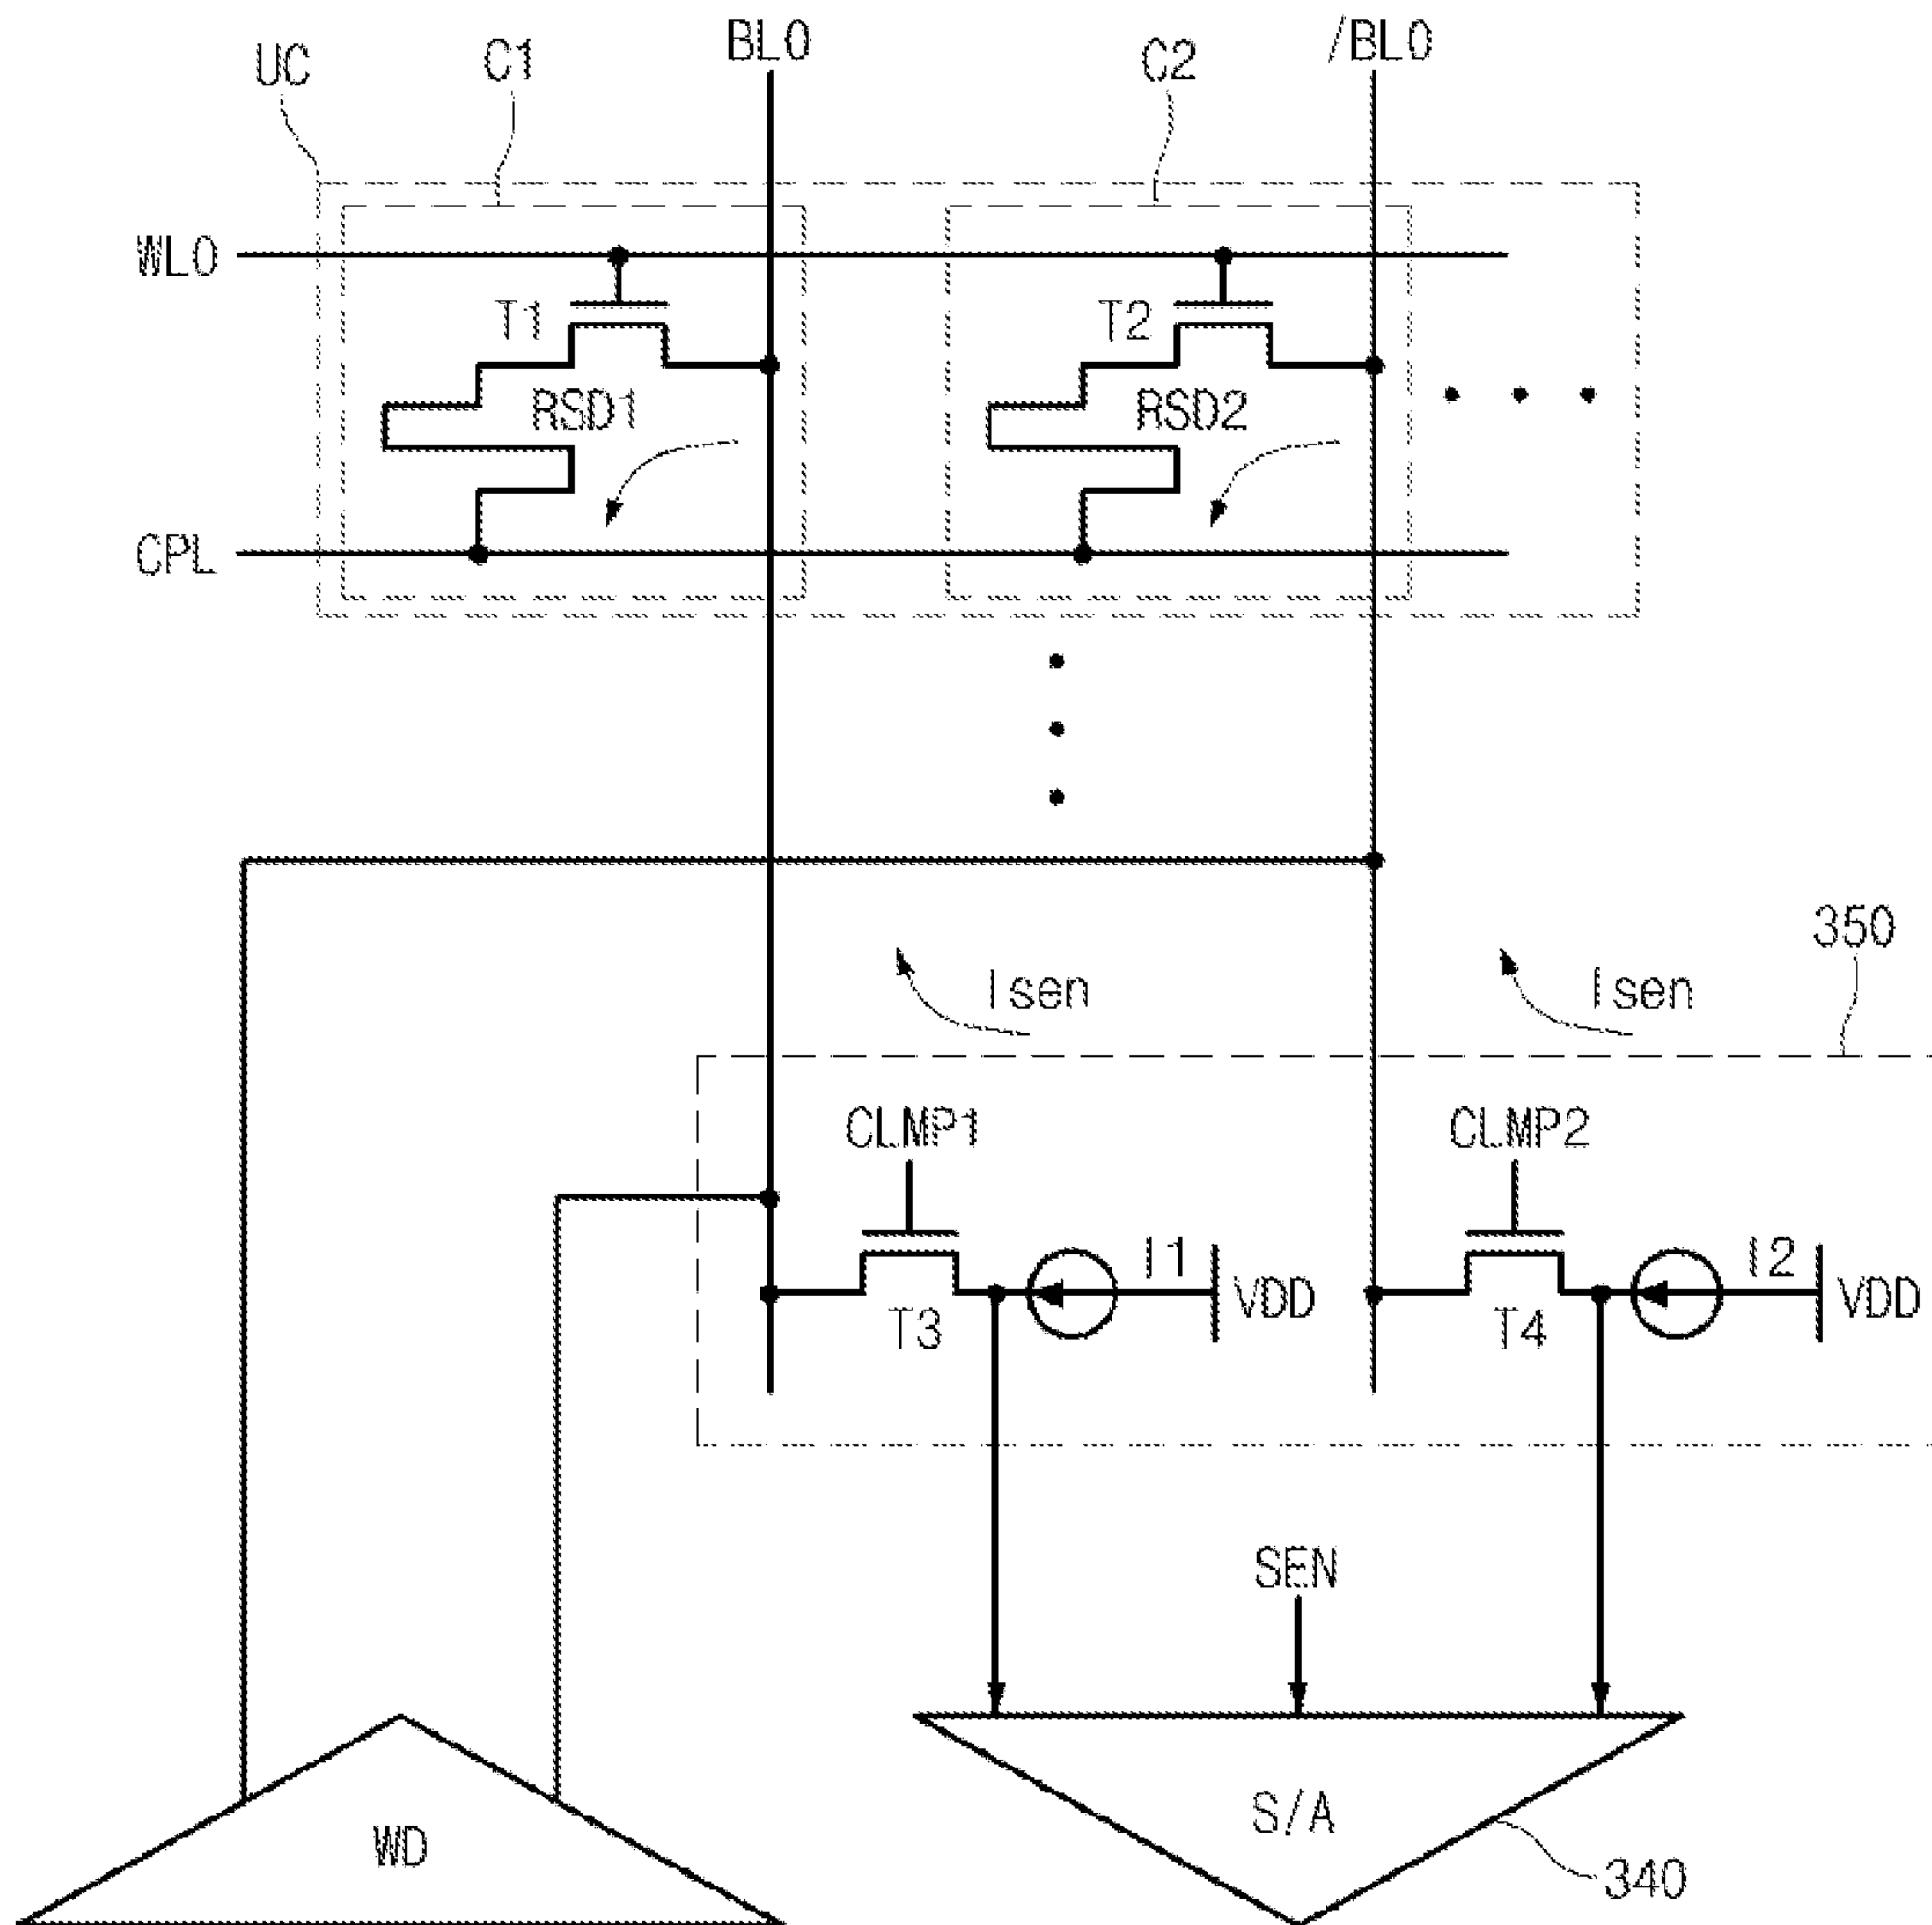 UC
C1
BL0
C2
/BL0
WL0
T1
T2
RSD1
RSD2
CPL
350
Isen
Isen
CLMP1
CLMP2
I1
VDD
I2
VDD
T3
T4
SEN
S/A
WD
340